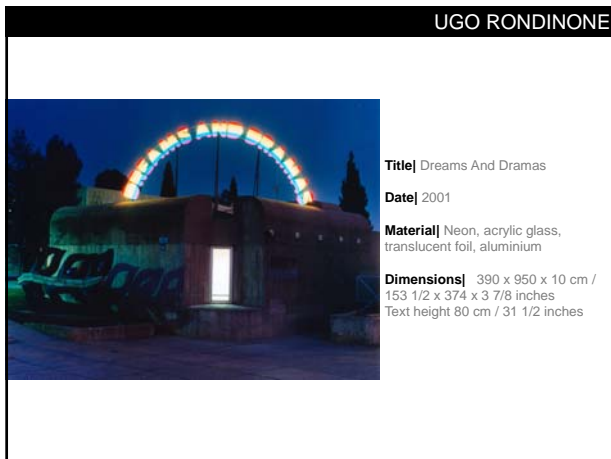 UGO RONDINONE
DREAMS AND DRAMAS
Title| Dreams And Dramas
Date| 2001
Material| Neon, acrylic glass,
translucent foil, aluminium
Dimensions| 390 x 950 x 10 cm /
153 1/2 x 374 x 3 7/8 inches
Text height 80 cm / 31 1/2 inches